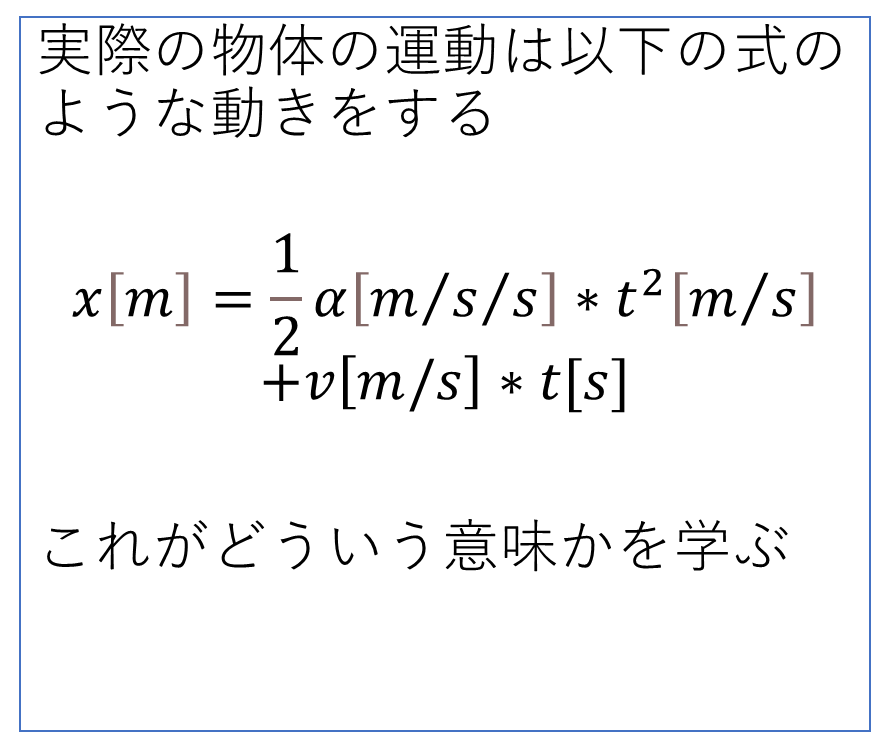 実際の物体の運動は以下の式の
ような動きをする
x[m] = \frac{1}{2} α[m/s/s] * t^2[m/s]
+v[m/s] * t[s]
これがどういう意味かを学ぶ